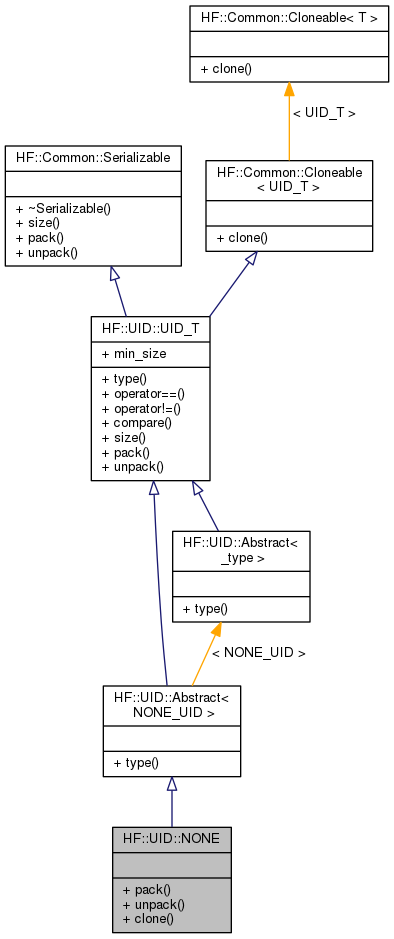 HF::Common::Cloneable< T >
+ clone()
< UID_T >
HF::Common::Serializable
+ ~Serializable()
+ size()
+ pack()
+ unpack()
HF::Common::Cloneable
< UID_T >
+ clone()
HF::UID::UID_T
+ min_size
+ type()
+ operator==()
+ operator!=()
+ compare()
+ size()
+ pack()
+ unpack()
HF::UID::Abstract<
_type >
+ type()
< NONE_UID >
HF::UID::Abstract<
NONE_UID >
+ type()
HF::UID::NONE
+ pack()
+ unpack()
+ clone()